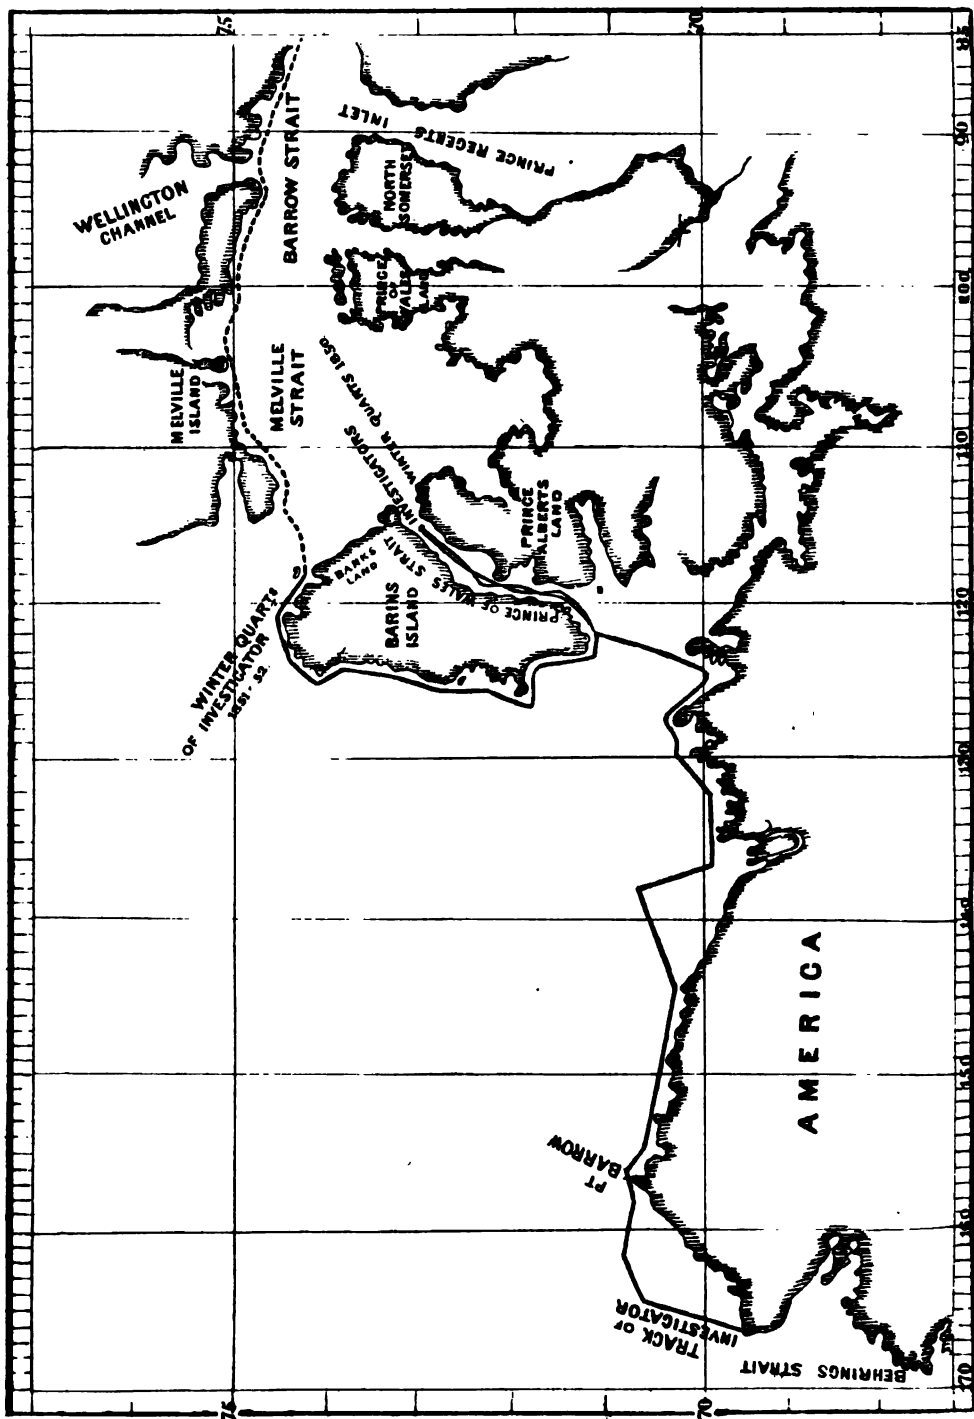 75
70
85
90
100
110
120
130
140
150
160
170
75
70
WELLINGTON
CHANNEL
BARROW STRAIT
PRINCE REGERTS INLET
NORTH
SOMERSET
PRINCE
OF
WALES
LAND
MELVILLE
ISLAND
MELVILLE
STRAIT
INVESTIGATORS
WINTER QUARTS 1850.
PRINCE
ALBERTS
LAND
BANKS
LAND
PRINCE OF WALES STRAIT
BARINS
ISLAND
WINTER QUARTS
OF INVESTIGATOR
1851-52.
AMERICA
PT
BARROW
TRACK OF
INVESTIGATOR
BEHRINGS STRAIT